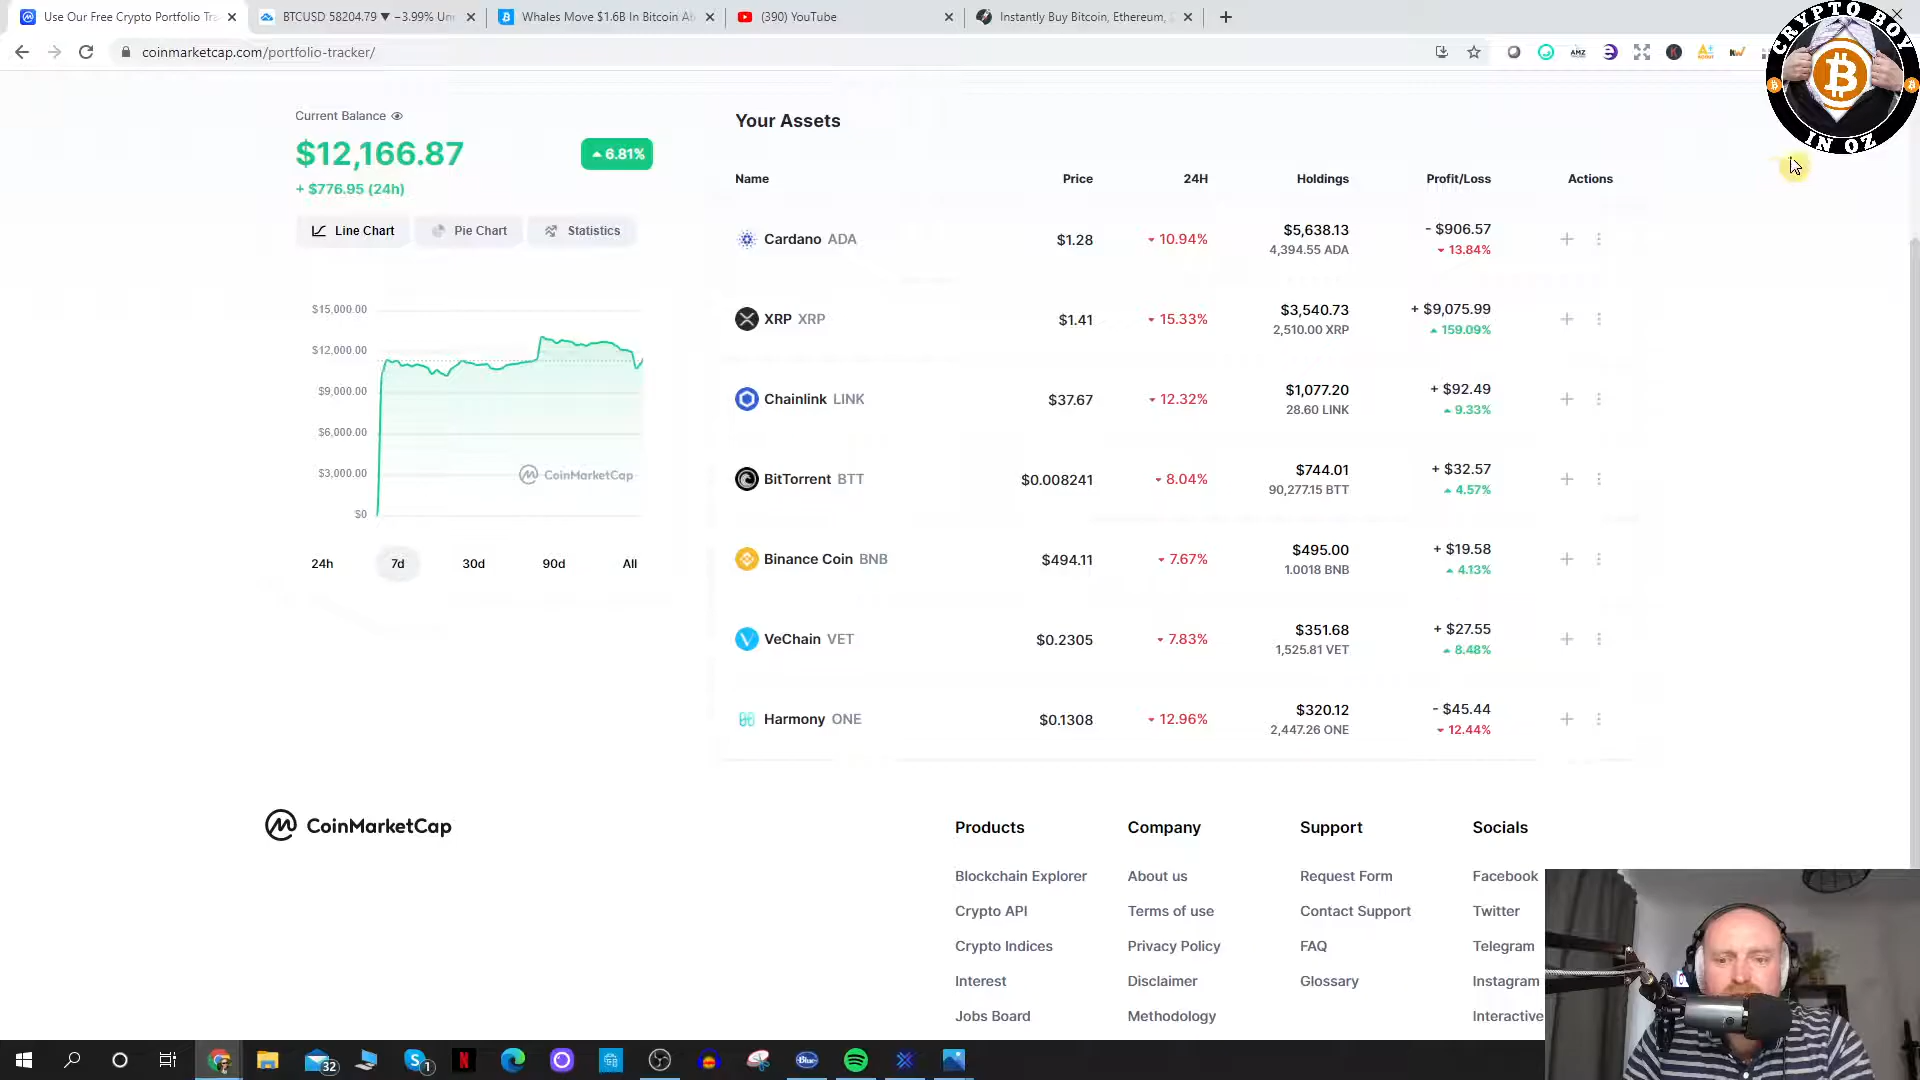 Use Our Free Crypto Portfolio Tra
BTCUSD 58204.79 ▼ −3.99% Un
Whales Move $1.6B In Bitcoin Ab
(390) YouTube
Instantly Buy Bitcoin, Ethereum,
coinmarketcap.com/portfolio-tracker/
CRYPTO BOY
IN OZ
Current Balance
$12,166.87
6.81%
+ $776.95 (24h)
Line Chart
Pie Chart
Statistics
$15,000.00
$12,000.00
$9,000.00
$6,000.00
$3,000.00
$0
CoinMarketCap
24h
7d
30d
90d
All
Your Assets
Name Price 24H Holdings Profit/Loss Actions
Cardano ADA $1.28 10.94% $5,638.13 - $906.57
4,394.55 ADA 13.84%
XRP XRP $1.41 15.33% $3,540.73 + $9,075.99
2,510.00 XRP 159.09%
Chainlink LINK $37.67 12.32% $1,077.20 + $92.49
28.60 LINK 9.33%
BitTorrent BTT $0.008241 8.04% $744.01 + $32.57
90,277.15 BTT 4.57%
Binance Coin BNB $494.11 7.67% $495.00 + $19.58
1.0018 BNB 4.13%
VeChain VET $0.2305 7.83% $351.68 + $27.55
1,525.81 VET 8.48%
Harmony ONE $0.1308 12.96% $320.12 - $45.44
2,447.26 ONE 12.44%
CoinMarketCap
Products
Blockchain Explorer
Crypto API
Crypto Indices
Interest
Jobs Board
Company
About us
Terms of use
Privacy Policy
Disclaimer
Methodology
Support
Request Form
Contact Support
FAQ
Glossary
Socials
Facebook
Twitter
Telegram
Instagram
Interactive
32
1
Blue